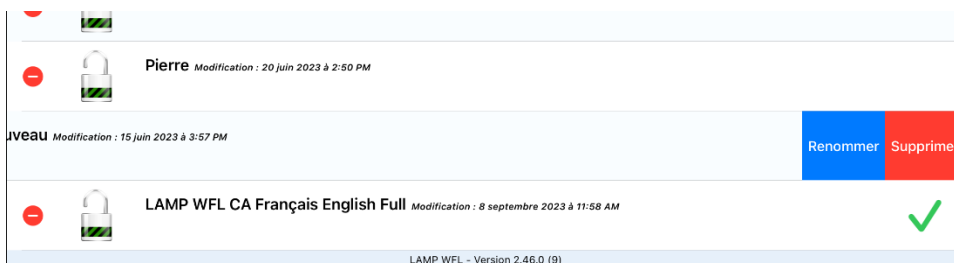 Pierre Modification : 20 juin 2023 à 2:50 PM
uveau Modification : 15 juin 2023 à 3:57 PM
Renommer Supprime
LAMP WFL CA Français English Full Modification : 8 septembre 2023 à 11:58 AM
LAMP WFL - Version 2.46.0 (9)